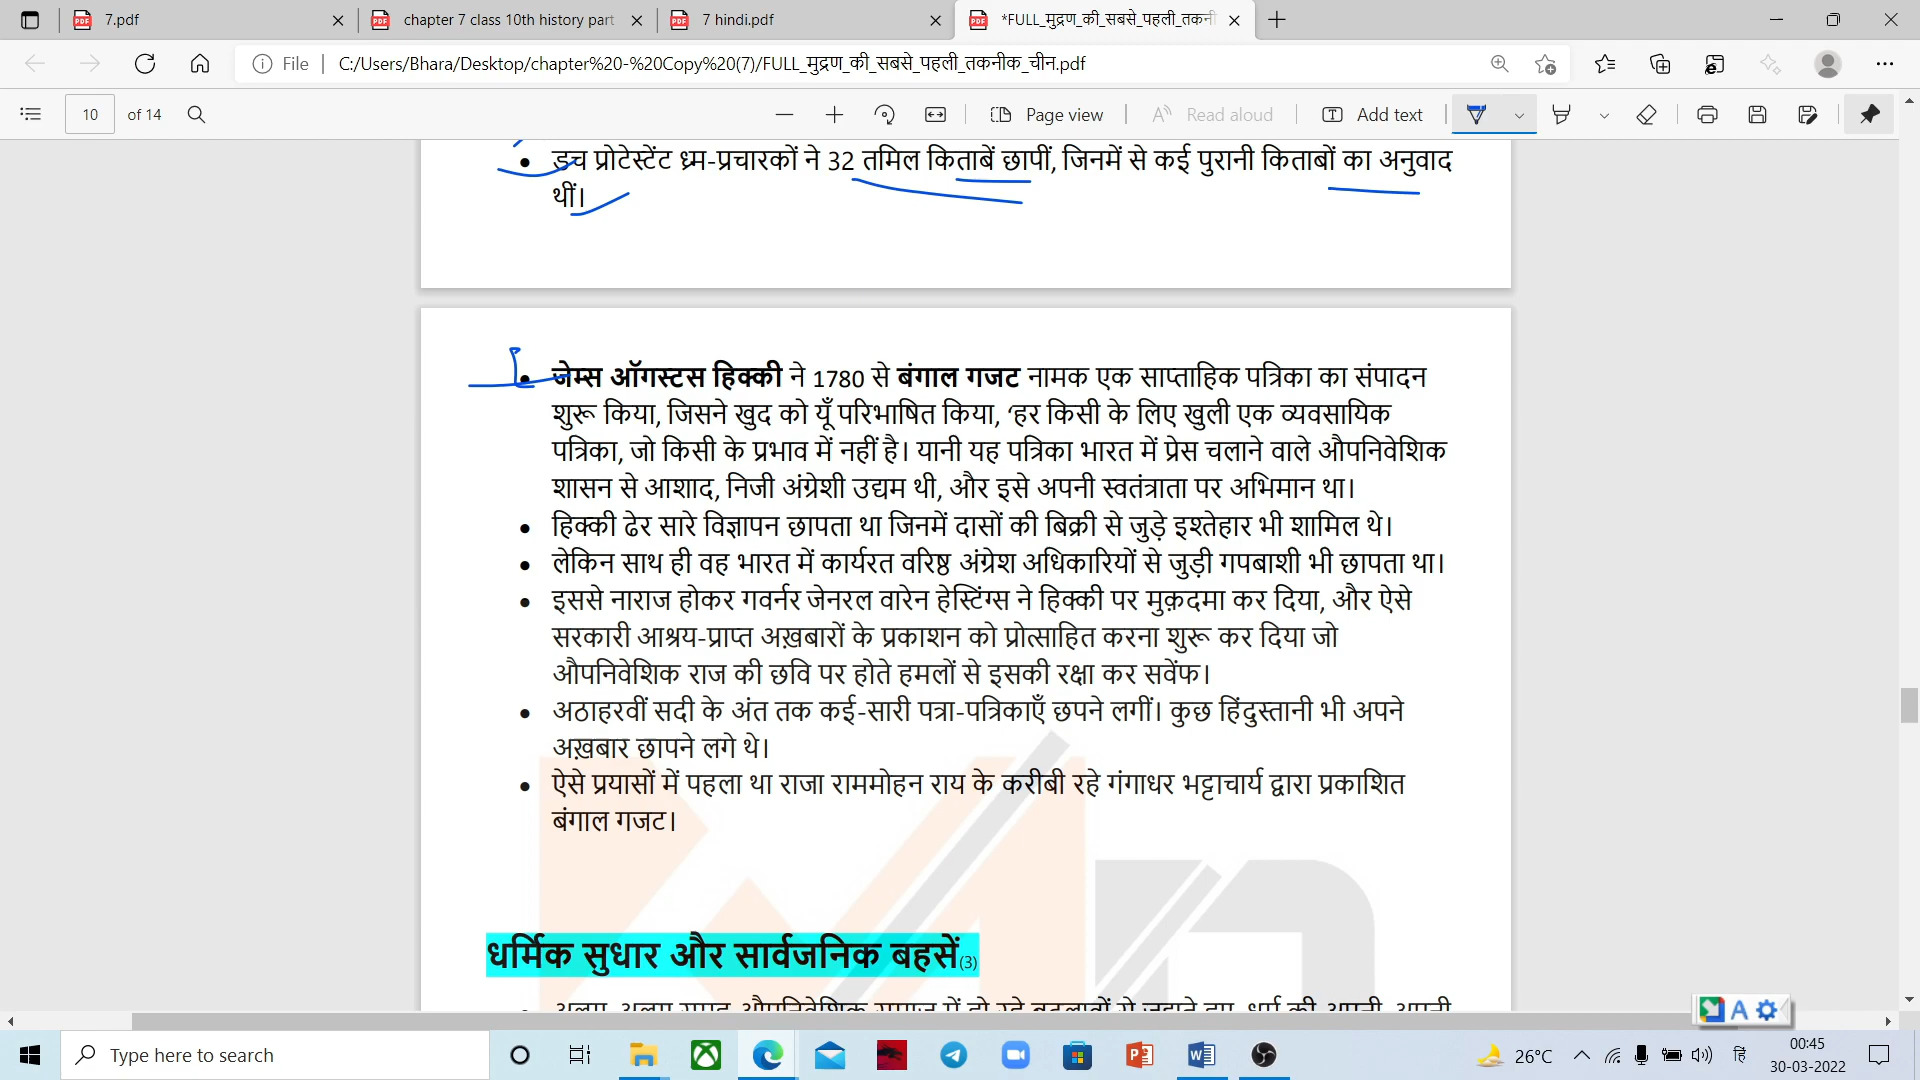 7.pdf
chapter 7 class 10th history part
7 hindi.pdf
*FULL_मुद्रण_की_सबसे_पहली_तकनी
File
C:/Users/Bhara/Desktop/chapter%20-%20Copy%20(7)/FULL_मुद्रण_की_सबसे_पहली_तकनीक_चीन.pdf
10 of 14
Page view
Read aloud
Add text
• डच प्रोटेस्टेंट ध्र्म-प्रचारकों ने 32 तमिल किताबें छापीं, जिनमें से कई पुरानी किताबों का अनुवाद
थीं।
• जेम्स ऑगस्टस हिक्की ने 1780 से बंगाल गजट नामक एक साप्ताहिक पत्रिका का संपादन
शुरू किया, जिसने खुद को यूँ परिभाषित किया, ‘हर किसी के लिए खुली एक व्यवसायिक
पत्रिका, जो किसी के प्रभाव में नहीं है। यानी यह पत्रिका भारत में प्रेस चलाने वाले औपनिवेशिक
शासन से आशाद, निजी अंग्रेशी उद्यम थी, और इसे अपनी स्वतंत्राता पर अभिमान था।
• हिक्की ढेर सारे विज्ञापन छापता था जिनमें दासों की बिक्री से जुड़े इश्तेहार भी शामिल थे।
• लेकिन साथ ही वह भारत में कार्यरत वरिष्ठ अंग्रेश अधिकारियों से जुड़ी गपबाशी भी छापता था।
• इससे नाराज होकर गवर्नर जेनरल वारेन हेस्टिंग्स ने हिक्की पर मुक़दमा कर दिया, और ऐसे
सरकारी आश्रय-प्राप्त अख़बारों के प्रकाशन को प्रोत्साहित करना शुरू कर दिया जो
औपनिवेशिक राज की छवि पर होते हमलों से इसकी रक्षा कर सवेंफ।
• अठाहरवीं सदी के अंत तक कई-सारी पत्रा-पत्रिकाएँ छपने लगीं। कुछ हिंदुस्तानी भी अपने
अख़बार छापने लगे थे।
• ऐसे प्रयासों में पहला था राजा राममोहन राय के करीबी रहे गंगाधर भट्टाचार्य द्वारा प्रकाशित
बंगाल गजट।
धर्मिक सुधार और सार्वजनिक बहसें(3)
Type here to search
26°C
हि
00:45
30-03-2022